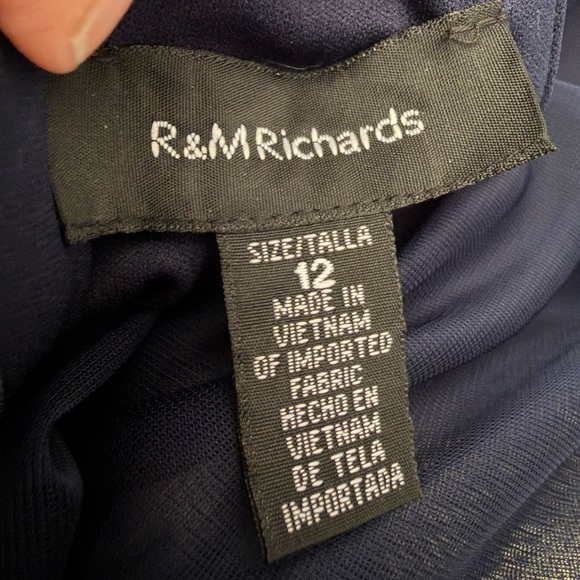 R&M Richards
SIZE/TALLA
12
MADE IN
VIETNAM
OF IMPORTED
FABRIC
HECHO EN
VIETNAM
DE TELA
IMPORTADA